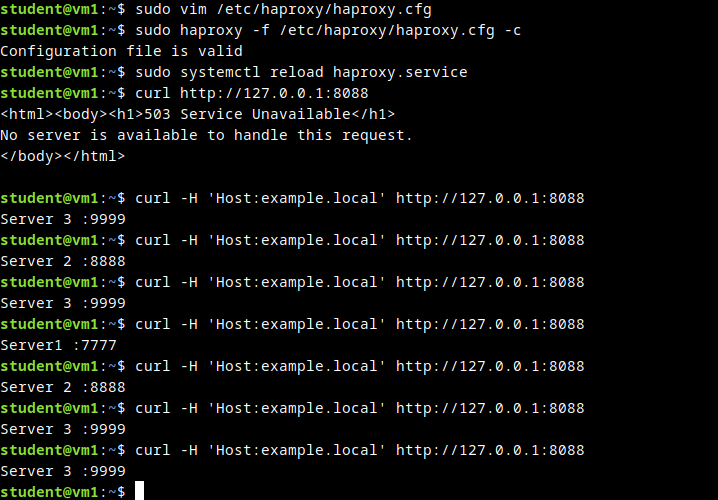 student@vm1:~$ sudo vim /etc/haproxy/haproxy.cfg
student@vm1:~$ sudo haproxy -f /etc/haproxy/haproxy.cfg -c
Configuration file is valid
student@vm1:~$ sudo systemctl reload haproxy.service
student@vm1:~$ curl http://127.0.0.1:8088
<html><body><h1>503 Service Unavailable</h1>
No server is available to handle this request.
</body></html>
student@vm1:~$ curl -H 'Host:example.local' http://127.0.0.1:8088
Server 3 :9999
student@vm1:~$ curl -H 'Host:example.local' http://127.0.0.1:8088
Server 2 :8888
student@vm1:~$ curl -H 'Host:example.local' http://127.0.0.1:8088
Server 3 :9999
student@vm1:~$ curl -H 'Host:example.local' http://127.0.0.1:8088
Server1 :7777
student@vm1:~$ curl -H 'Host:example.local' http://127.0.0.1:8088
Server 2 :8888
student@vm1:~$ curl -H 'Host:example.local' http://127.0.0.1:8088
Server 3 :9999
student@vm1:~$ curl -H 'Host:example.local' http://127.0.0.1:8088
Server 3 :9999
student@vm1:~$